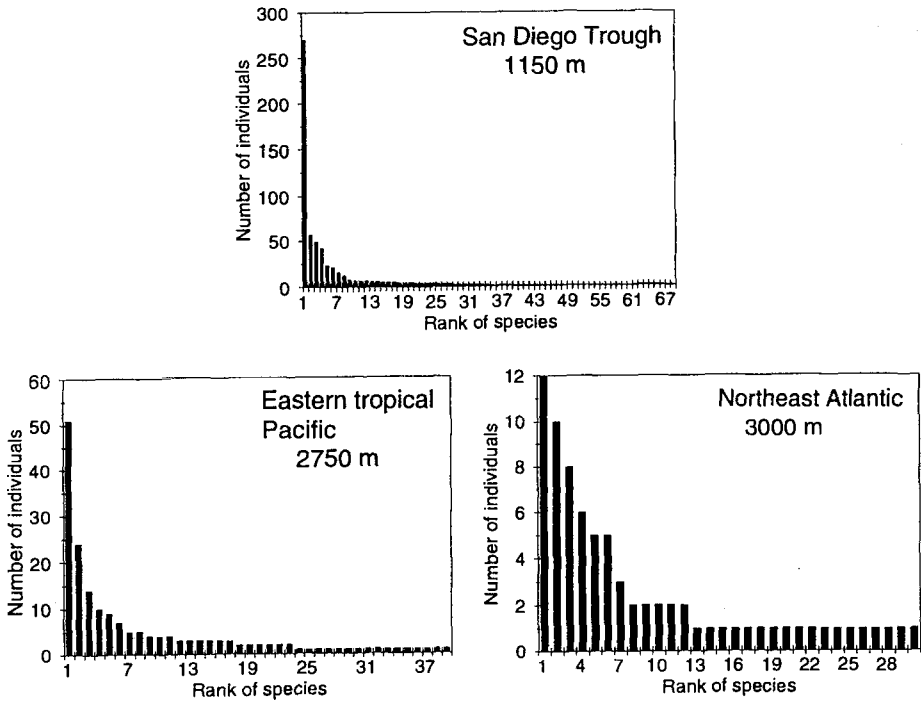 San Diego Trough
1150 m
Number of individuals
300
250
200
150
100
50
0
1 7 13 19 25 31 37 43 49 55 61 67
Rank of species
Eastern tropical
Pacific
2750 m
Number of individuals
60
50
40
30
20
10
0
1 7 13 19 25 31 37
Rank of species
Northeast Atlantic
3000 m
Number of individuals
12
10
8
6
4
2
0
1 4 7 10 13 16 19 22 25 28
Rank of species